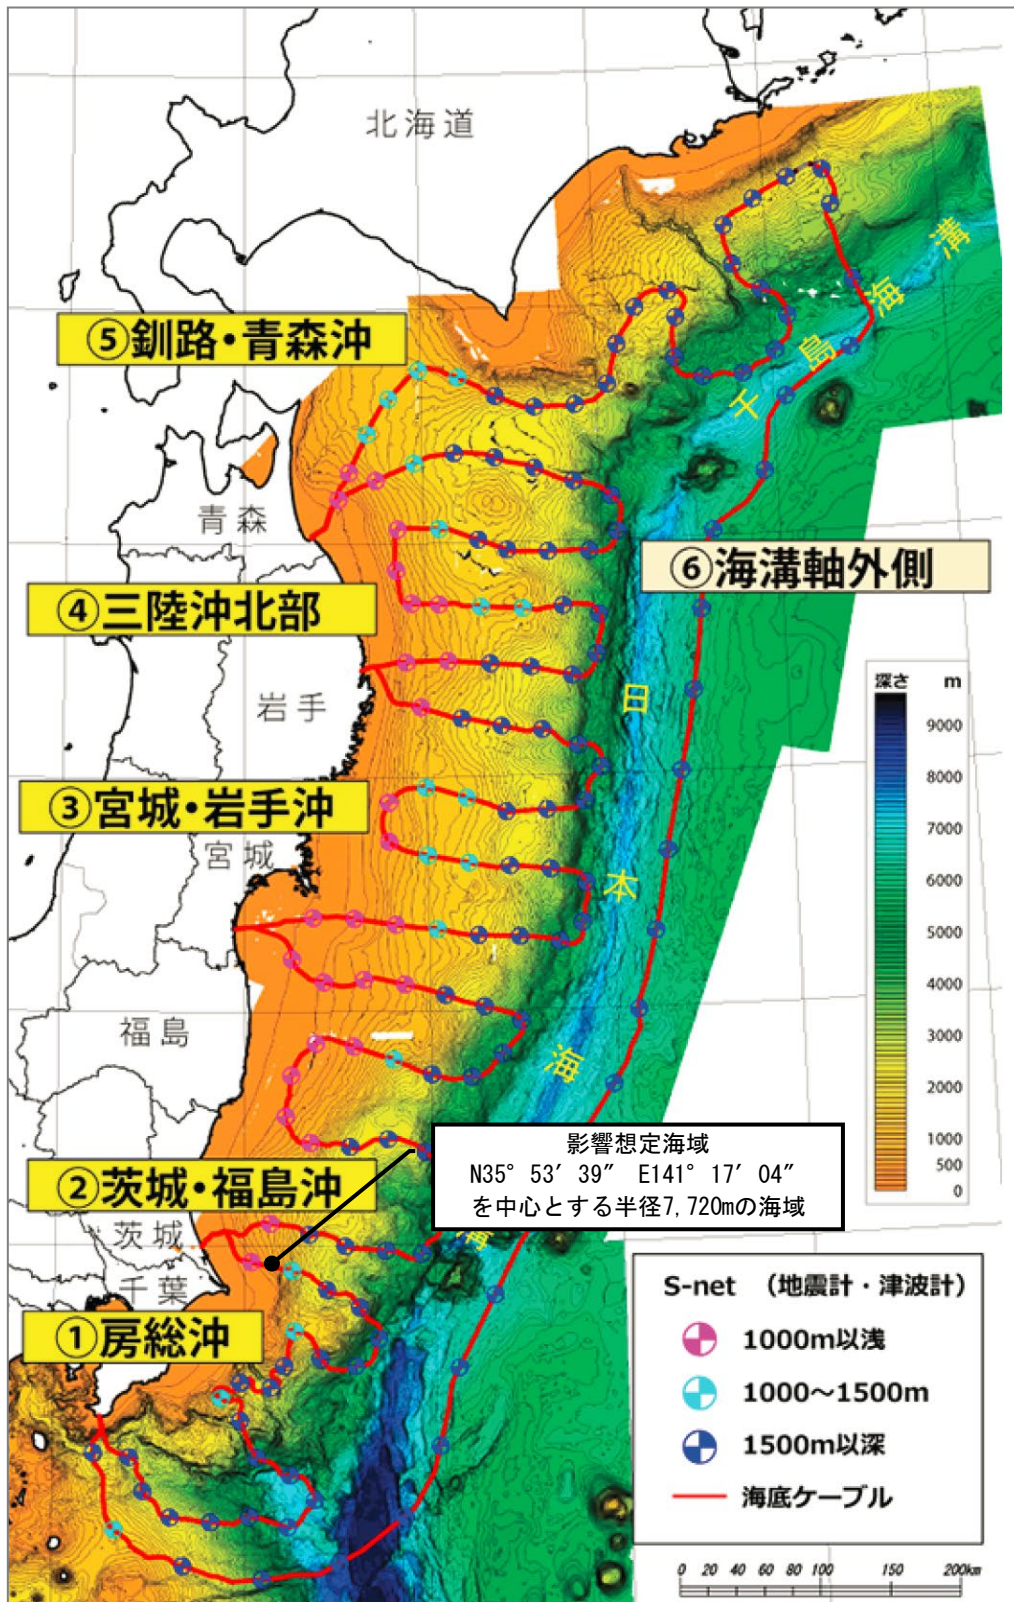 北海道
⑤釧路・青森沖
千島海溝
青森
⑥海溝軸外側
④三陸沖北部
岩手
日本海溝
深さ m
9000
8000
7000
6000
5000
4000
3000
2000
1000
500
0
③宮城・岩手沖
宮城
福島
影響想定海域
N35° 53′ 39″ E141° 17′ 04″
を中心とする半径7,720mの海域
②茨城・福島沖
茨城
千葉
①房総沖
S-net （地震計・津波計）
1000m以浅
1000～1500m
1500m以深
海底ケーブル
0 20 40 60 80 100 200km